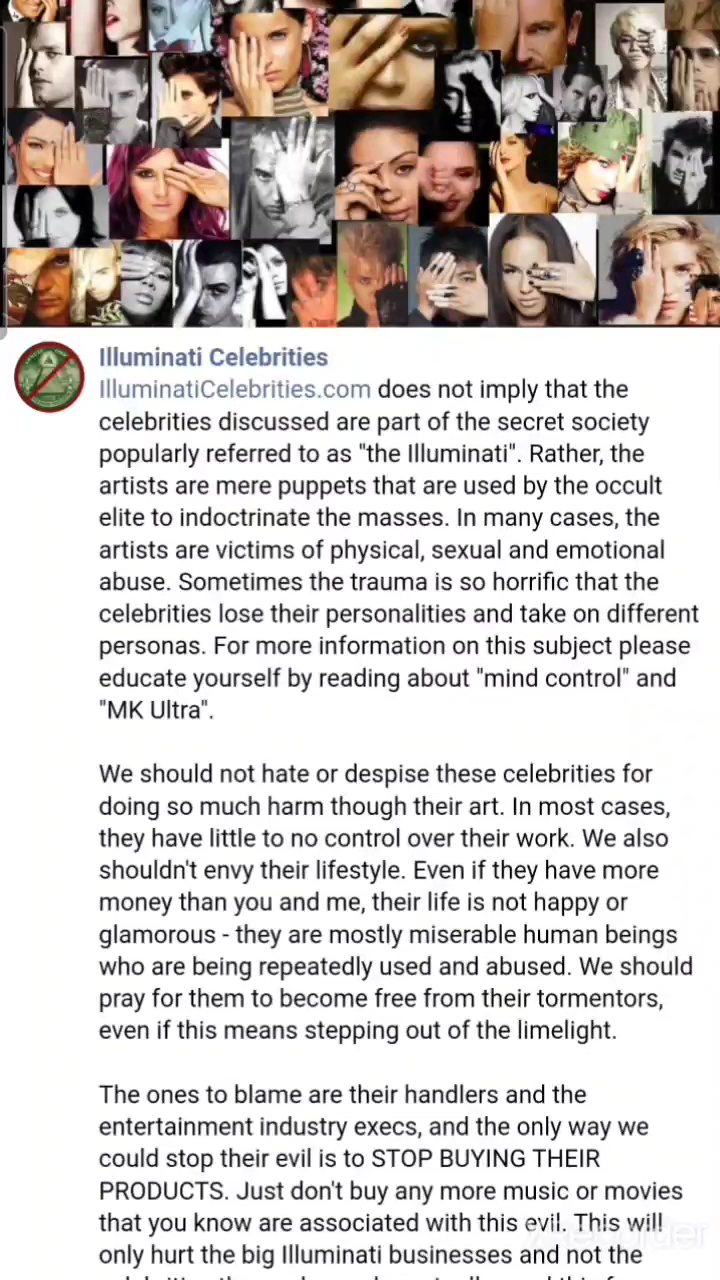 Illuminati Celebrities
IlluminatiCelebrities.com does not imply that the
celebrities discussed are part of the secret society
popularly referred to as "the Illuminati". Rather, the
artists are mere puppets that are used by the occult
elite to indoctrinate the masses. In many cases, the
artists are victims of physical, sexual and emotional
abuse. Sometimes the trauma is so horrific that the
celebrities lose their personalities and take on different
personas. For more information on this subject please
educate yourself by reading about "mind control" and
"MK Ultra".
We should not hate or despise these celebrities for
doing so much harm though their art. In most cases,
they have little to no control over their work. We also
shouldn't envy their lifestyle. Even if they have more
money than you and me, their life is not happy or
glamorous - they are mostly miserable human beings
who are being repeatedly used and abused. We should
pray for them to become free from their tormentors,
even if this means stepping out of the limelight.
The ones to blame are their handlers and the
entertainment industry execs, and the only way we
could stop their evil is to STOP BUYING THEIR
PRODUCTS. Just don't buy any more music or movies
that you know are associated with this evil. This will
only hurt the big Illuminati businesses and not the